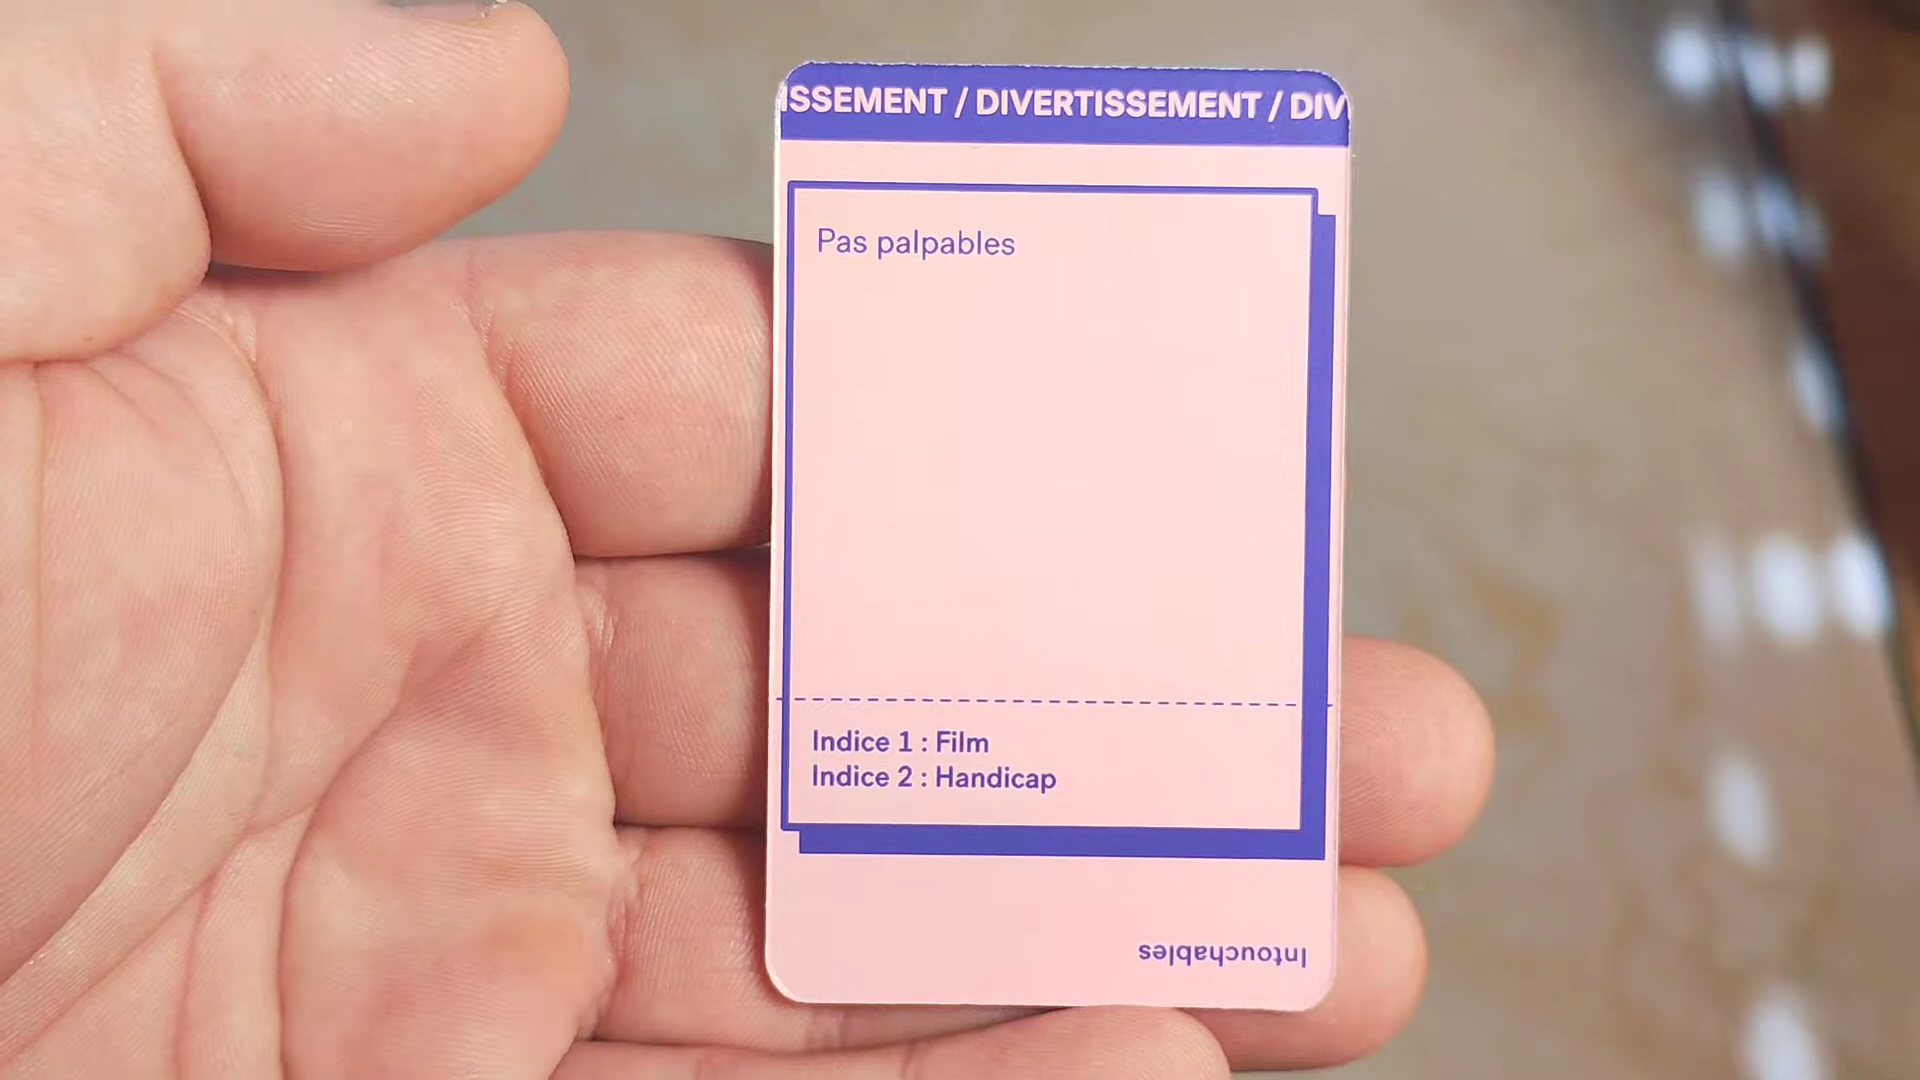 ISSEMENT / DIVERTISSEMENT / DIV
Pas palpables
Indice 1 : Film
Indice 2 : Handicap
Intouchables